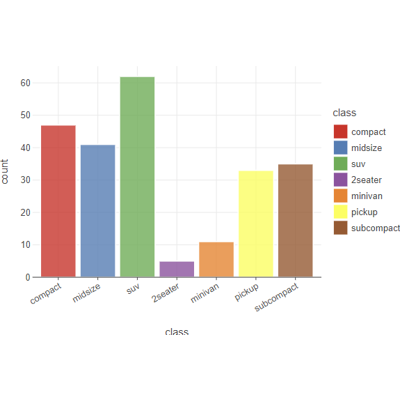 60
50
40
30
20
10
0
count
compact
midsize
suv
2seater
minivan
pickup
subcompact
class
class
compact
midsize
suv
2seater
minivan
pickup
subcompact